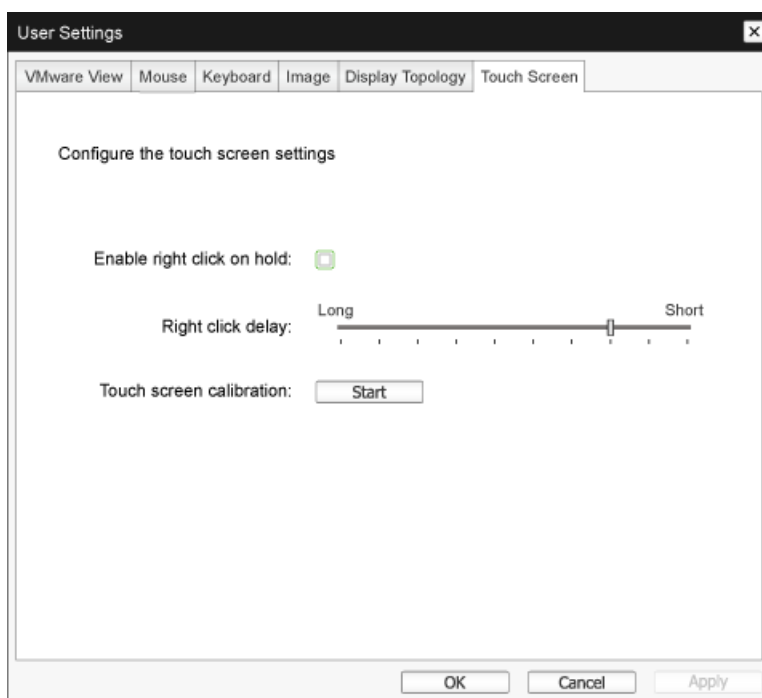 User Settings
VMware View Mouse Keyboard Image Display Topology Touch Screen
Configure the touch screen settings
Enable right click on hold:
Long Short
Right click delay:
Touch screen calibration: Start
OK Cancel Apply